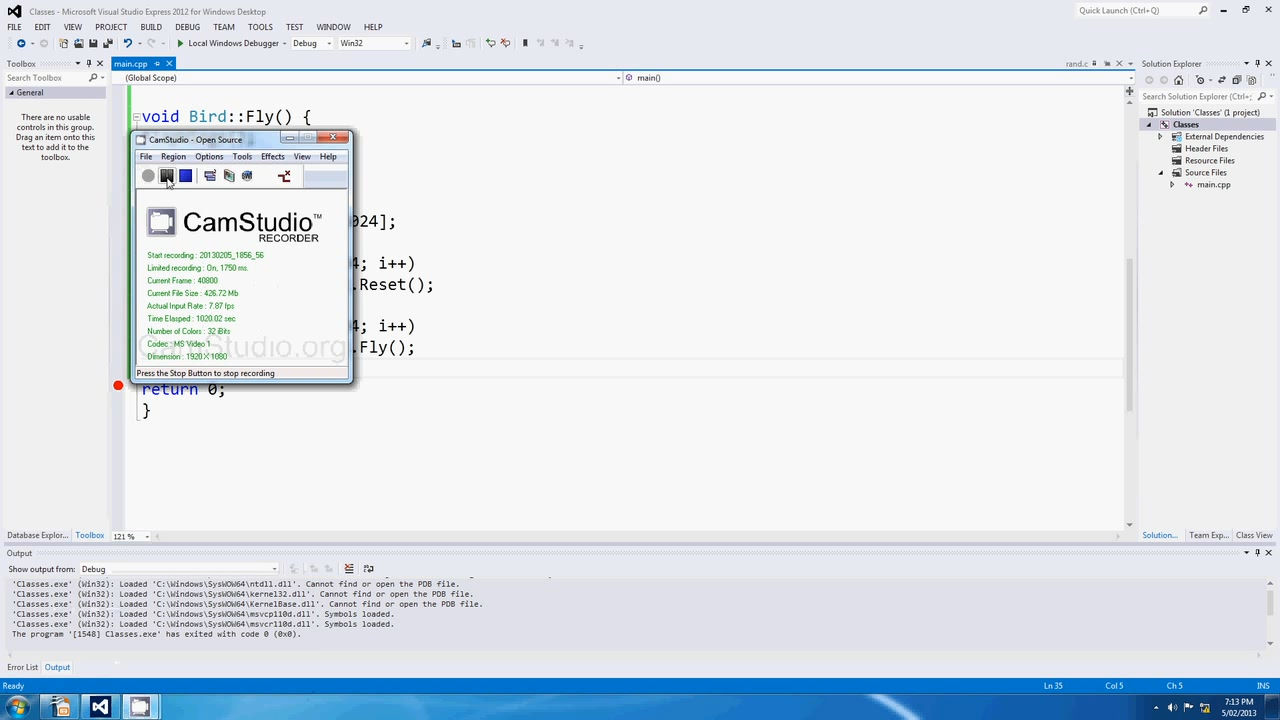 Classes - Microsoft Visual Studio Express 2012 for Windows Desktop
Quick Launch (Ctrl+Q)
FILE EDIT VIEW PROJECT BUILD DEBUG TEAM TOOLS TEST WINDOW HELP
Local Windows Debugger Debug Win32
Toolbox
Search Toolbox
General
There are no usable
controls in this group.
Drag an item onto this
text to add it to the
toolbox.
main.cpp
rand.c
(Global Scope)
main()
void Bird::Fly() {
024];
4; i++)
.Reset();
4; i++)
.Fly();
return 0;
}
CamStudio - Open Source
File Region Options Tools Effects View Help
CamStudio™
RECORDER
Start recording : 20130205_1856_56
Limited recording : On, 1750 ms.
Current Frame : 40800
Current File Size : 426.72 Mb
Actual Input Rate : 7.87 fps
Time Elasped : 1020.02 sec
Number of Colors : 32 iBits
Codec : MS Video 1
Dimension : 1920 X 1080
CamStudio.org
Press the Stop Button to stop recording
Solution Explorer
Search Solution Explorer (Ctrl+;
Solution 'Classes' (1 project)
Classes
External Dependencies
Header Files
Resource Files
Source Files
main.cpp
Database Explor... Toolbox
121 %
Solution... Team Exp... Class View
Output
Show output from: Debug
'Classes.exe' (Win32): Loaded 'C:\Windows\SysWOW64\ntdll.dll'. Cannot find or open the PDB file.
'Classes.exe' (Win32): Loaded 'C:\Windows\SysWOW64\kernel32.dll'. Cannot find or open the PDB file.
'Classes.exe' (Win32): Loaded 'C:\Windows\SysWOW64\KernelBase.dll'. Cannot find or open the PDB file.
'Classes.exe' (Win32): Loaded 'C:\Windows\SysWOW64\msvcp110d.dll'. Symbols loaded.
'Classes.exe' (Win32): Loaded 'C:\Windows\SysWOW64\msvcr110d.dll'. Symbols loaded.
The program '[1548] Classes.exe' has exited with code 0 (0x0).
Error List Output
Ready
Ln 35 Col 5 Ch 5 INS
7:13 PM
5/02/2013